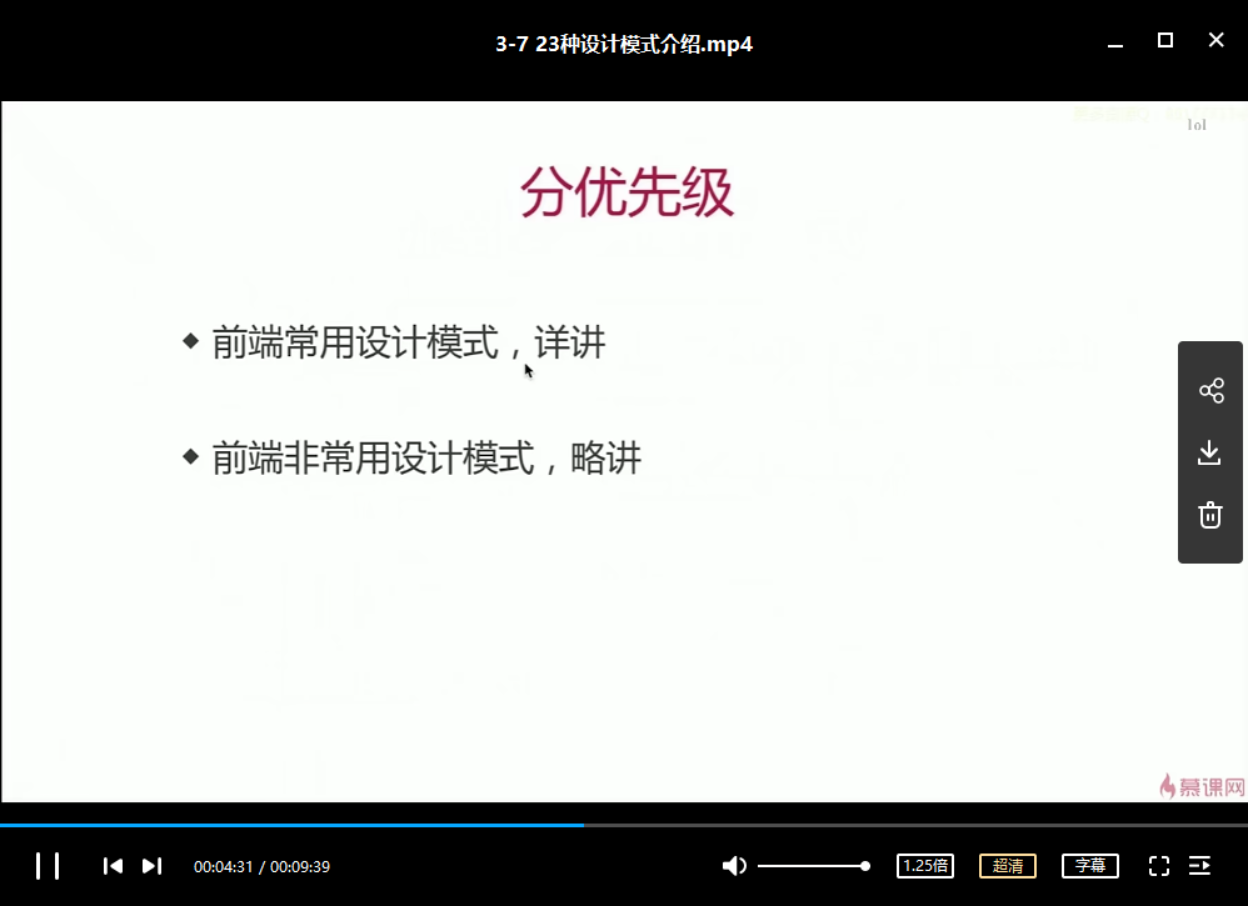 3-7 23种设计模式介绍.mp4
lol
分优先级
◆ 前端常用设计模式，详讲
◆ 前端非常用设计模式，略讲
慕课网
00:04:31 / 00:09:39
1.25倍
超清
字幕